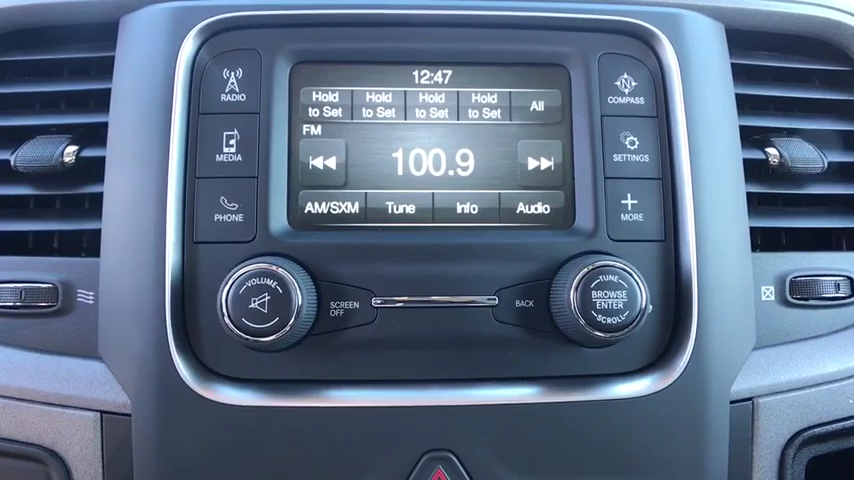 12:47
RADIO
MEDIA
PHONE
Hold to Set
Hold to Set
Hold to Set
Hold to Set
All
FM
100.9
AM/SXM
Tune
Info
Audio
N
COMPASS
SETTINGS
MORE
VOLUME
SCREEN
OFF
BACK
TUNE
BROWSE
ENTER
SCROLL